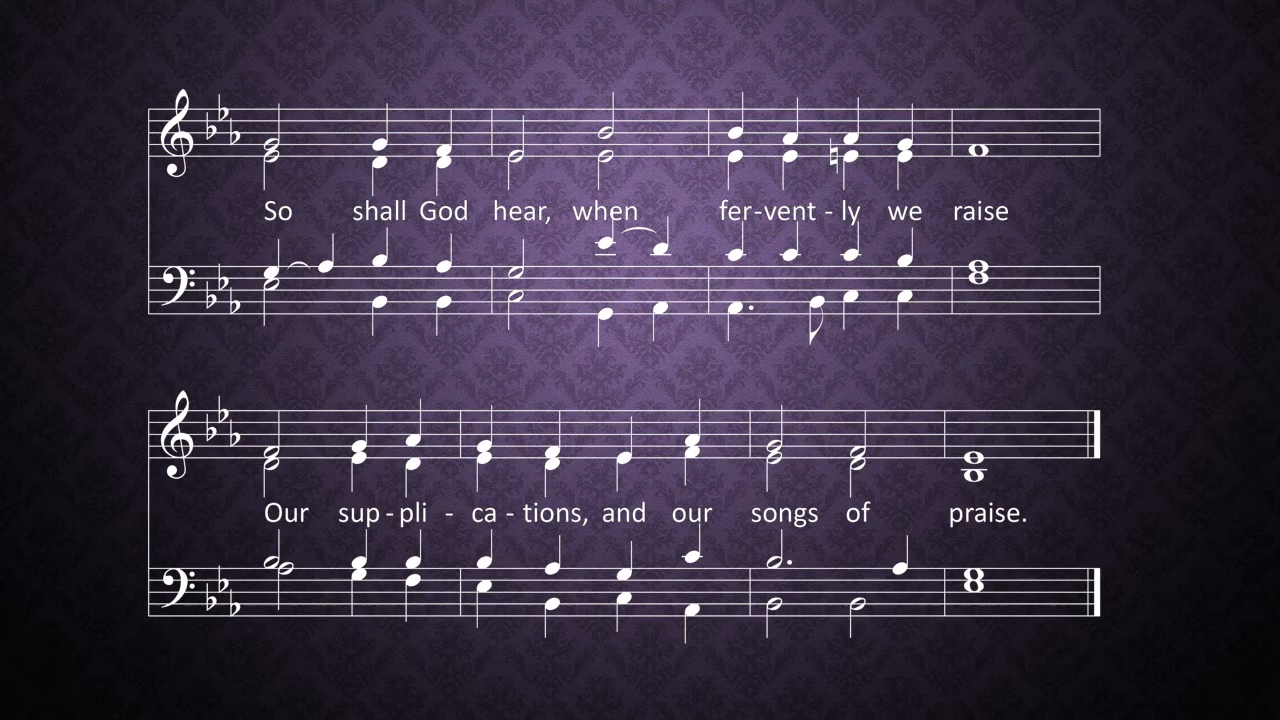 So shall God hear, when fer-vent - ly we raise
Our sup - pli - ca - tions, and our songs of praise.